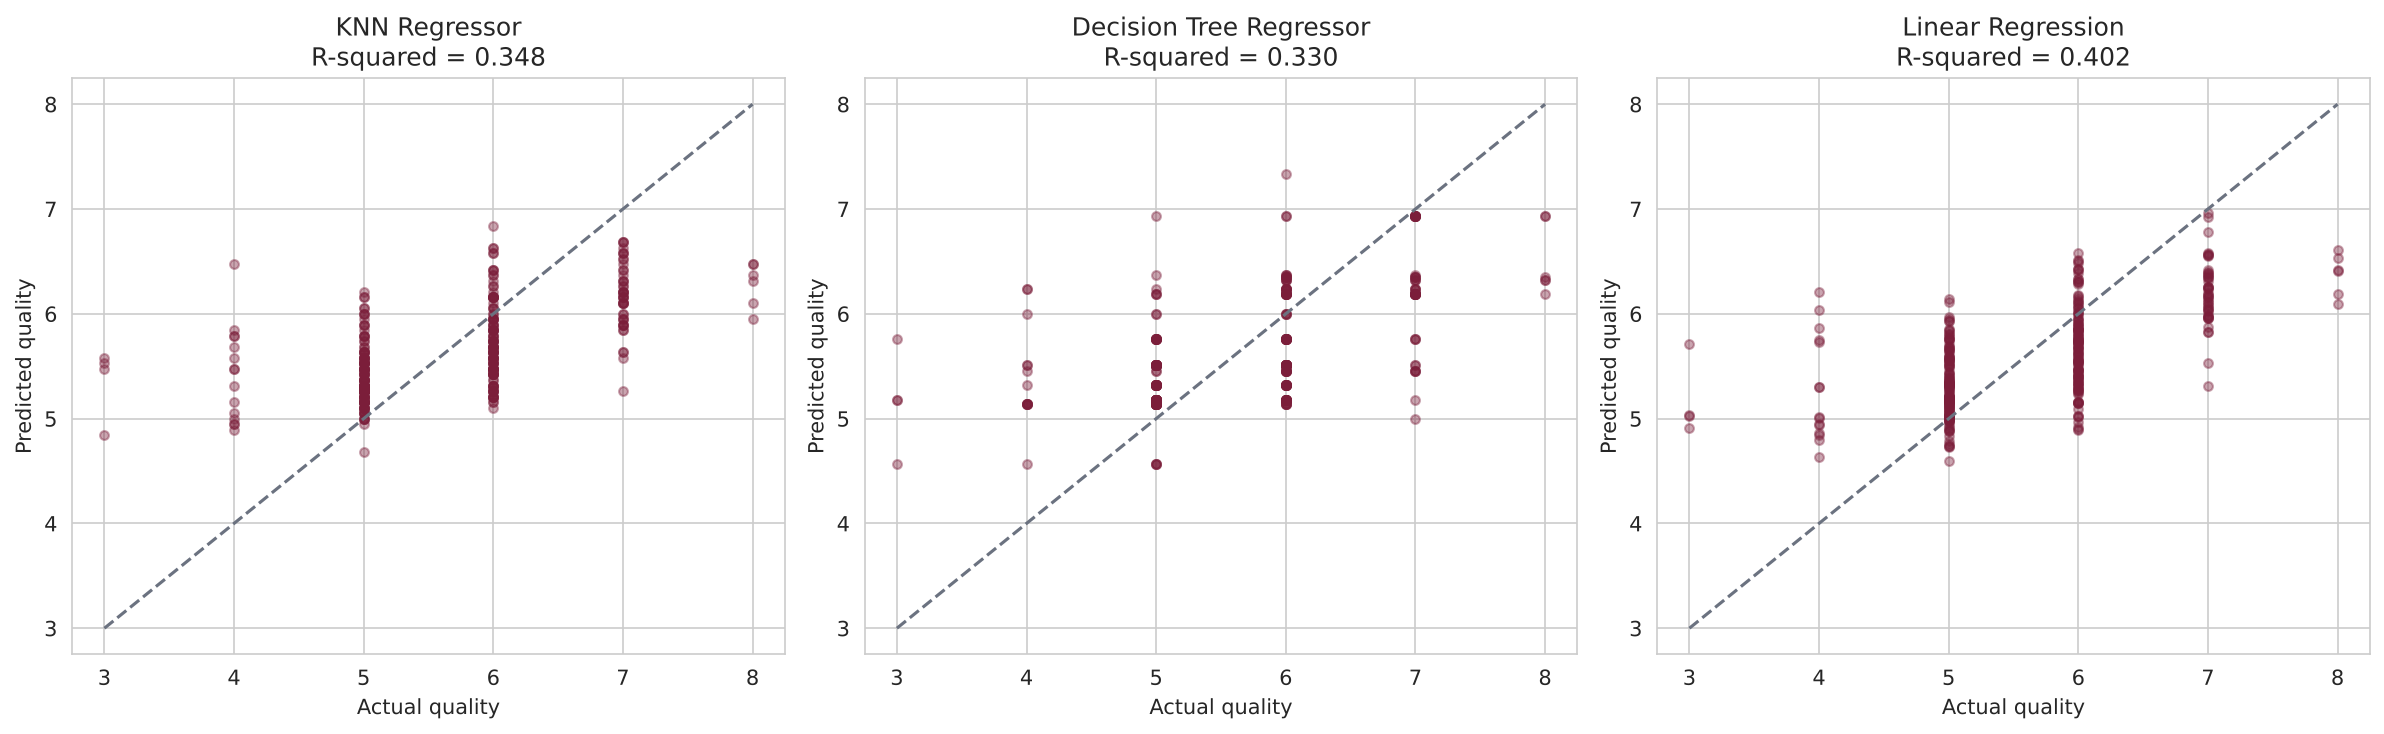 KNN Regressor
R-squared = 0.348
8
7
6
5
4
3
Predicted quality
3 4 5 6 7 8
Actual quality
Decision Tree Regressor
R-squared = 0.330
8
7
6
5
4
3
Predicted quality
3 4 5 6 7 8
Actual quality
Linear Regression
R-squared = 0.402
8
7
6
5
4
3
Predicted quality
3 4 5 6 7 8
Actual quality